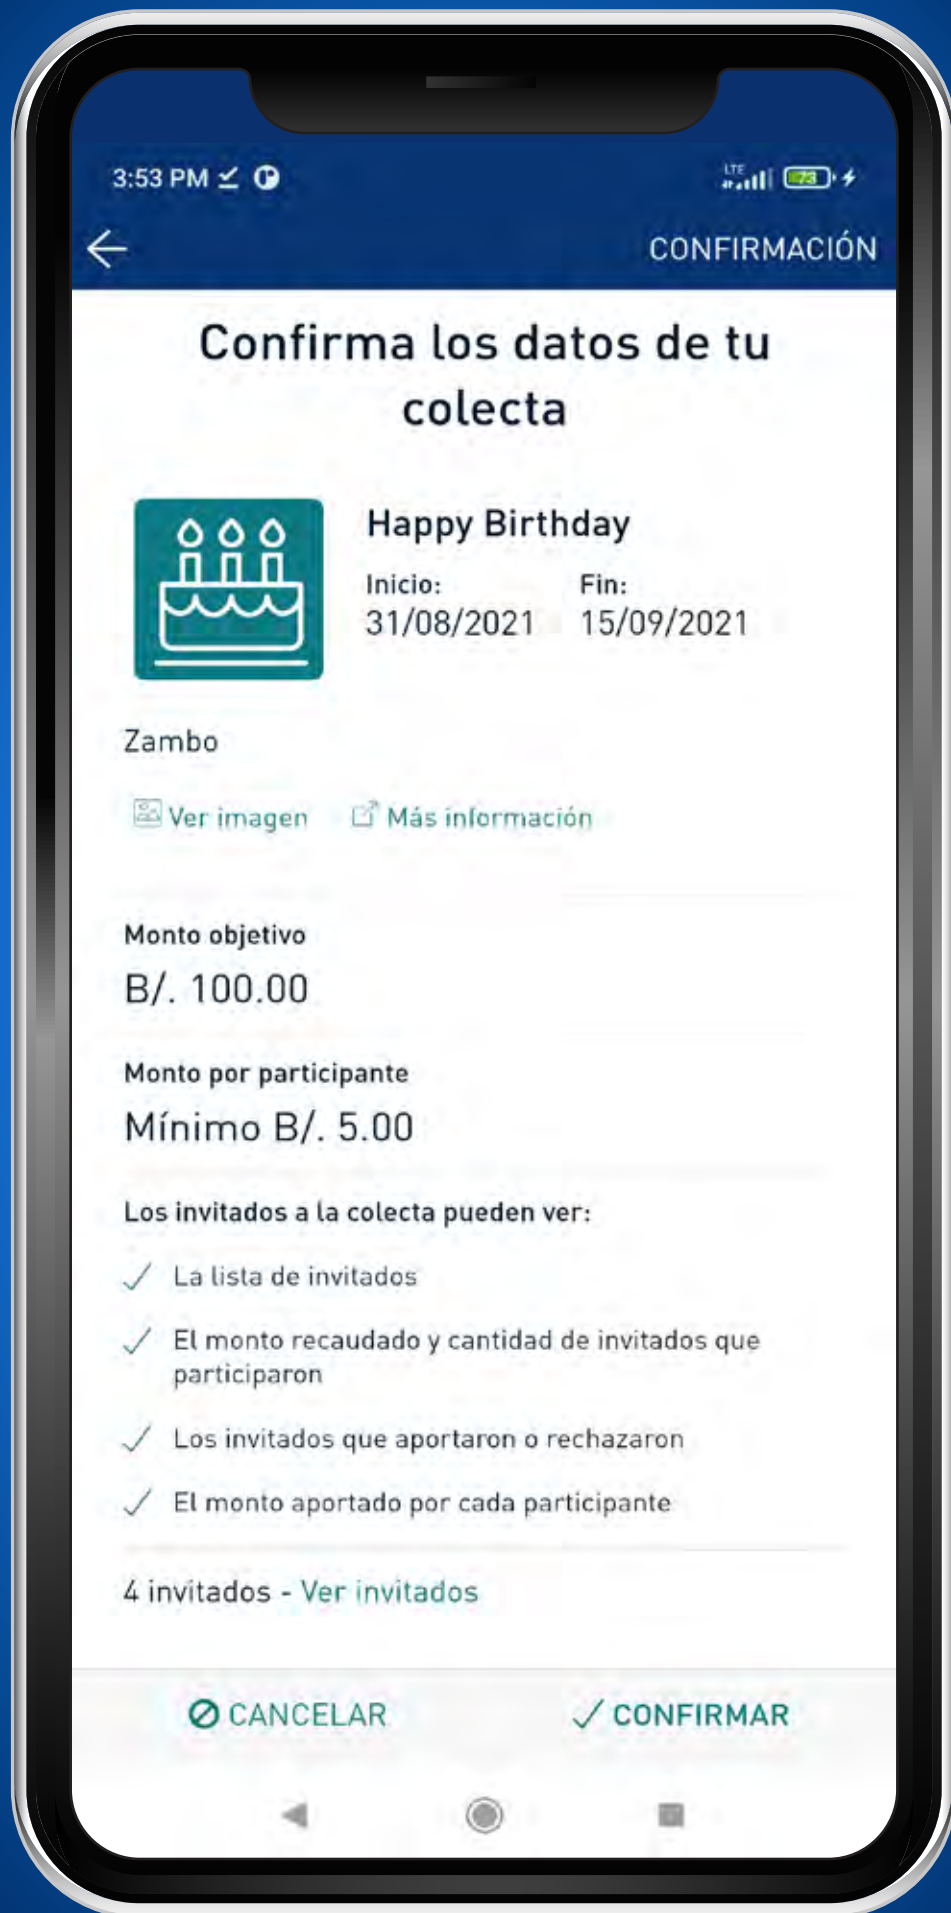 3:53 PM
LTE
73
CONFIRMACIÓN
Confirma los datos de tu
colecta
Happy Birthday
Inicio: Fin:
31/08/2021 15/09/2021
Zambo
Ver imagen Más información
Monto objetivo
B/. 100.00
Monto por participante
Mínimo B/. 5.00
Los invitados a la colecta pueden ver:
La lista de invitados
El monto recaudado y cantidad de invitados que
participaron
Los invitados que aportaron o rechazaron
El monto aportado por cada participante
4 invitados - Ver invitados
CANCELAR CONFIRMAR